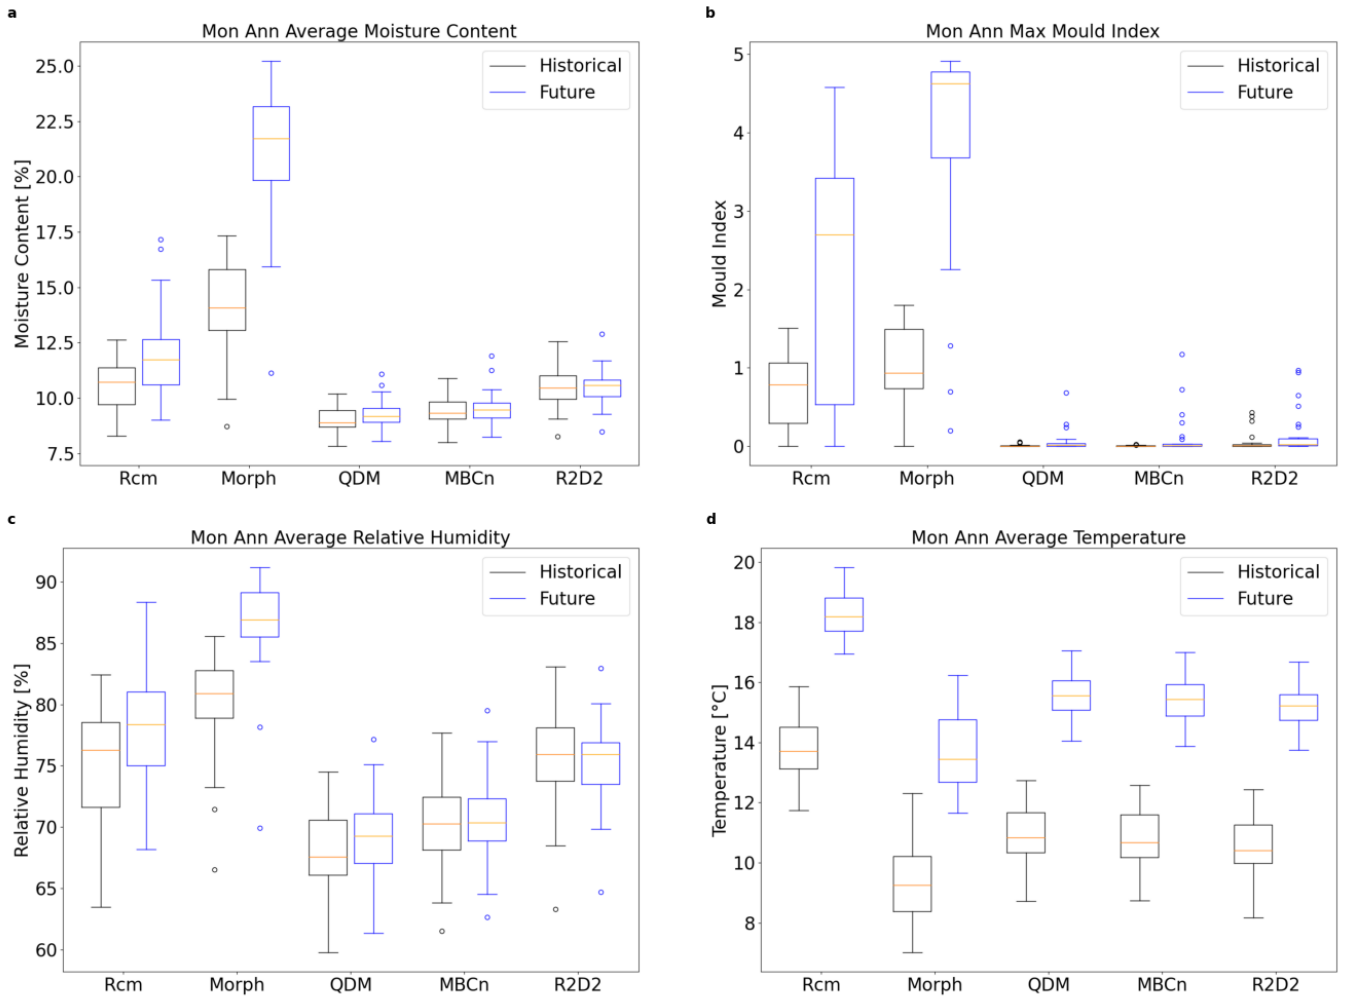 a
Mon Ann Average Moisture Content
Moisture Content [%]
25.0
22.5
20.0
17.5
15.0
12.5
10.0
7.5
Historical
Future
Rcm Morph QDM MBCn R2D2
b
Mon Ann Max Mould Index
Mould Index
5
4
3
2
1
0
Historical
Future
Rcm Morph QDM MBCn R2D2
c
Mon Ann Average Relative Humidity
Relative Humidity [%]
90
85
80
75
70
65
60
Historical
Future
Rcm Morph QDM MBCn R2D2
d
Mon Ann Average Temperature
Temperature [°C]
20
18
16
14
12
10
8
Historical
Future
Rcm Morph QDM MBCn R2D2